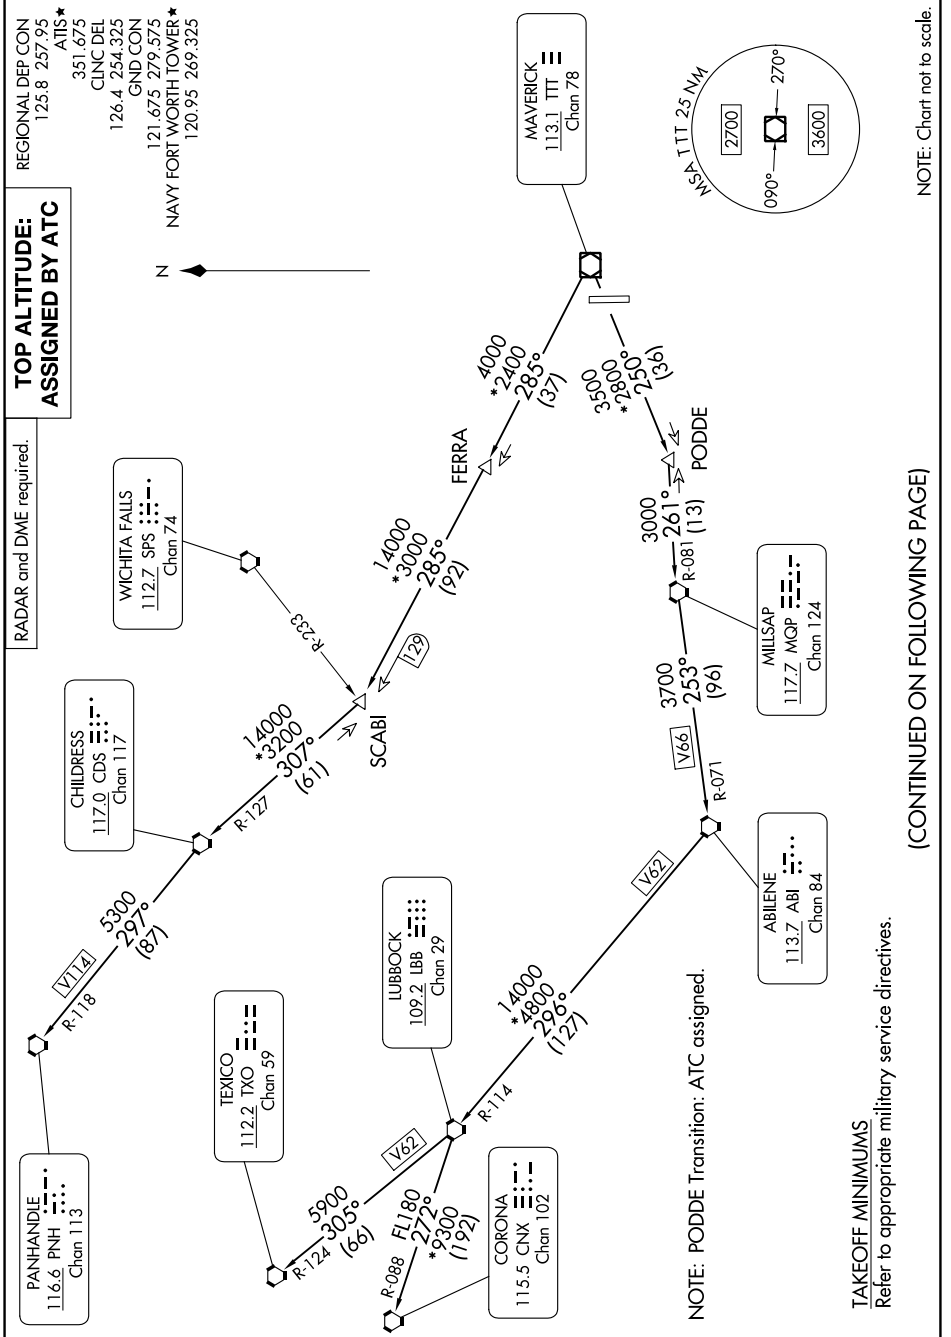 RADAR and DME required.
TOP ALTITUDE:
ASSIGNED BY ATC
REGIONAL DEP CON
125.8 257.95
ATIS★
351.675
CLNC DEL
126.4 254.325
GND CON
121.675 279.575
NAVY FORT WORTH TOWER★
120.95 269.325
N
PANHANDLE
116.6 PNH
Chan 113
R-118
V114
5300
297°
(87)
CHILDRESS
117.0 CDS
Chan 117
R-127
14000
*3200
307°
(61)
WICHITA FALLS
112.7 SPS
Chan 74
R-233
SCABI
129
14000
*3000
285°
(92)
FERRA
4000
*2400
285°
(37)
MAVERICK
113.1 TTT
Chan 78
TEXICO
112.2 TXO
Chan 59
R-124
5900
305°
(66)
V62
LUBBOCK
109.2 LBB
Chan 29
R-088
FL180
272°
*9300
(192)
CORONA
115.5 CNX
Chan 102
R-114
14000
*4800
296°
(127)
V62
ABILENE
113.7 ABI
Chan 84
R-071
V66
3700
253°
(96)
MILLSAP
117.7 MQP
Chan 124
R-081
3000
261°
(13)
PODDE
3500
*2800
250°
(36)
MSA TTT 25 NM
2700
090°
270°
3600
NOTE: PODDE Transition: ATC assigned.
TAKEOFF MINIMUMS
Refer to appropriate military service directives.
(CONTINUED ON FOLLOWING PAGE)
NOTE: Chart not to scale.